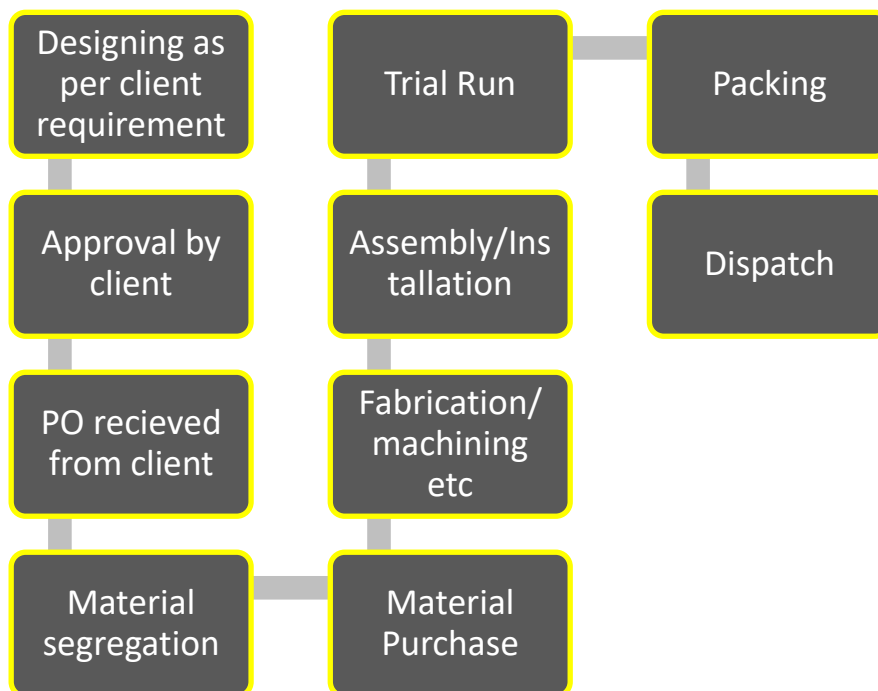 Designing as
per client
requirement
Approval by
client
PO recieved
from client
Material
segregation
Material
Purchase
Fabrication/
machining
etc
Assembly/Ins
tallation
Trial Run
Packing
Dispatch